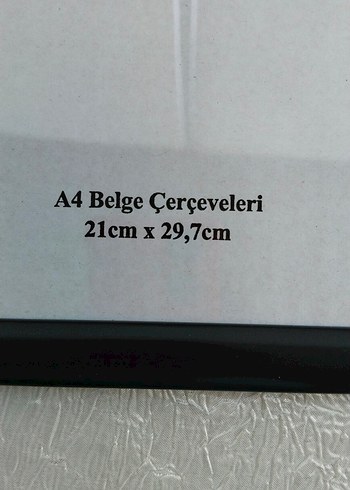 A4 Belge Çerçeveleri
21cm x 29,7cm